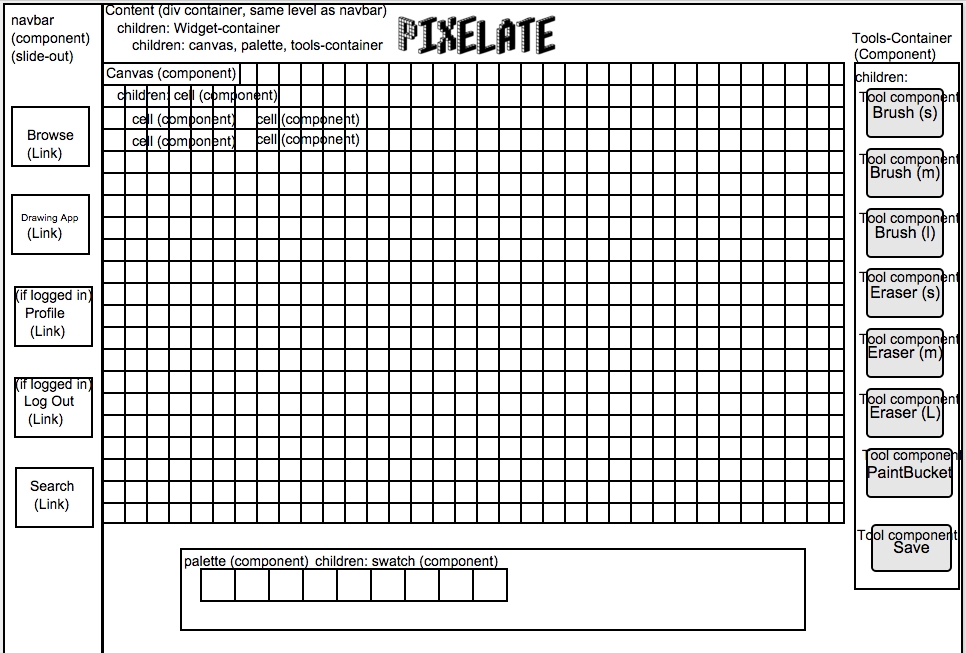 navbar
(component)
(slide-out)
Browse
(Link)
Drawing App
(Link)
(if logged in)
Profile
(Link)
(if logged in)
Log Out
(Link)
Search
(Link)
Content (div container, same level as navbar)
children: Widget-container
children: canvas, palette, tools-container
PIXELATE
Canvas (component)
children: cell (component)
cell (component) cell (component)
cell (component) cell (component)
palette (component) children: swatch (component)
Tools-Container
(Component)
children:
Tool component
Brush (s)
Tool component
Brush (m)
Tool component
Brush (l)
Tool component
Eraser (s)
Tool component
Eraser (m)
Tool component
Eraser (L)
Tool component
PaintBucket
Tool component
Save